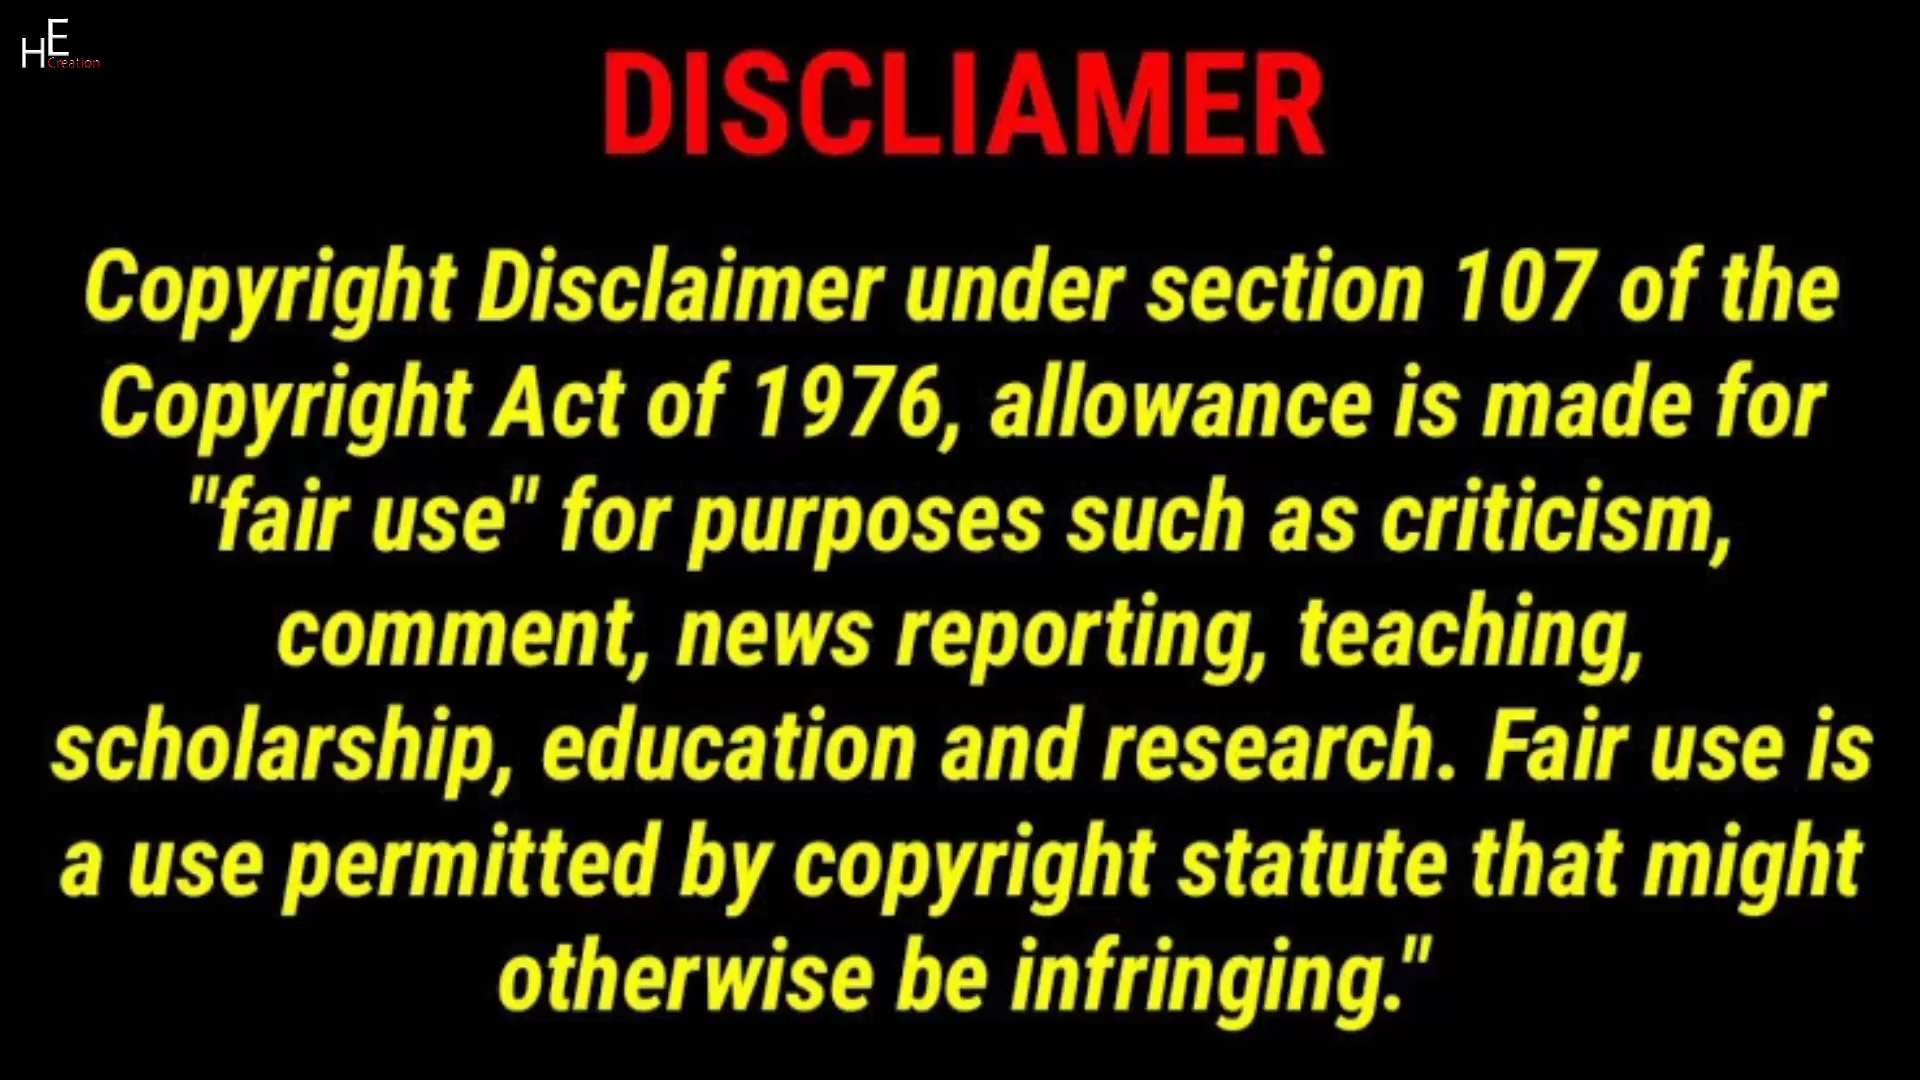 HE
Creation
DISCLIAMER
Copyright Disclaimer under section 107 of the
Copyright Act of 1976, allowance is made for
"fair use" for purposes such as criticism,
comment, news reporting, teaching,
scholarship, education and research. Fair use is
a use permitted by copyright statute that might
otherwise be infringing."